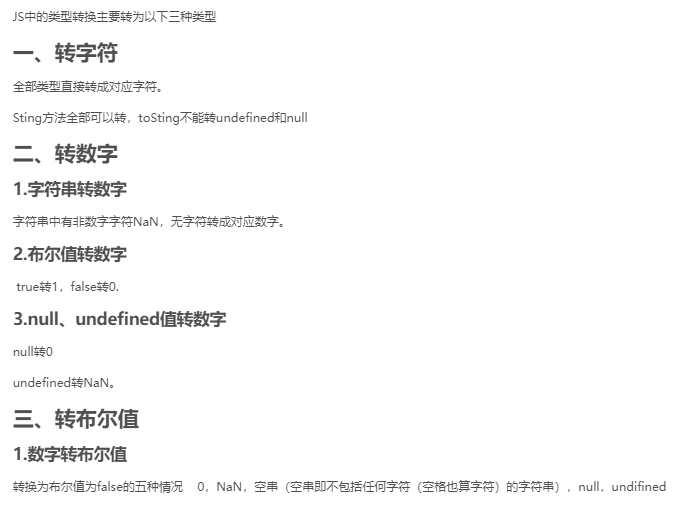 JS中的类型转换主要转为以下三种类型
一、转字符
全部类型直接转成对应字符。
Sting方法全部可以转，toSting不能转undefined和null
二、转数字
1.字符串转数字
字符串中有非数字字符NaN，无字符转成对应数字。
2.布尔值转数字
true转1，false转0.
3.null、undefined值转数字
null转0
undefined转NaN。
三、转布尔值
1.数字转布尔值
转换为布尔值为false的五种情况　0，NaN，空串（空串即不包括任何字符（空格也算字符）的字符串），null，undifined